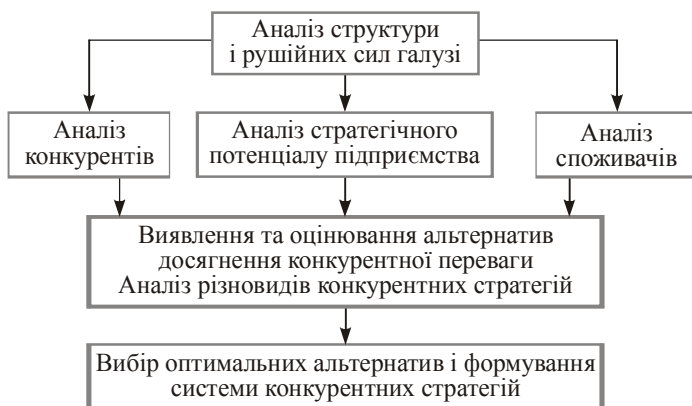 Аналіз структури
і рушійних сил галузі
Аналіз
конкурентів
Аналіз стратегічного
потенціалу підприємства
Аналіз
споживачів
Виявлення та оцінювання альтернатив
досягнення конкурентної переваги
Аналіз різновидів конкурентних стратегій
Вибір оптимальних альтернатив і формування
системи конкурентних стратегій